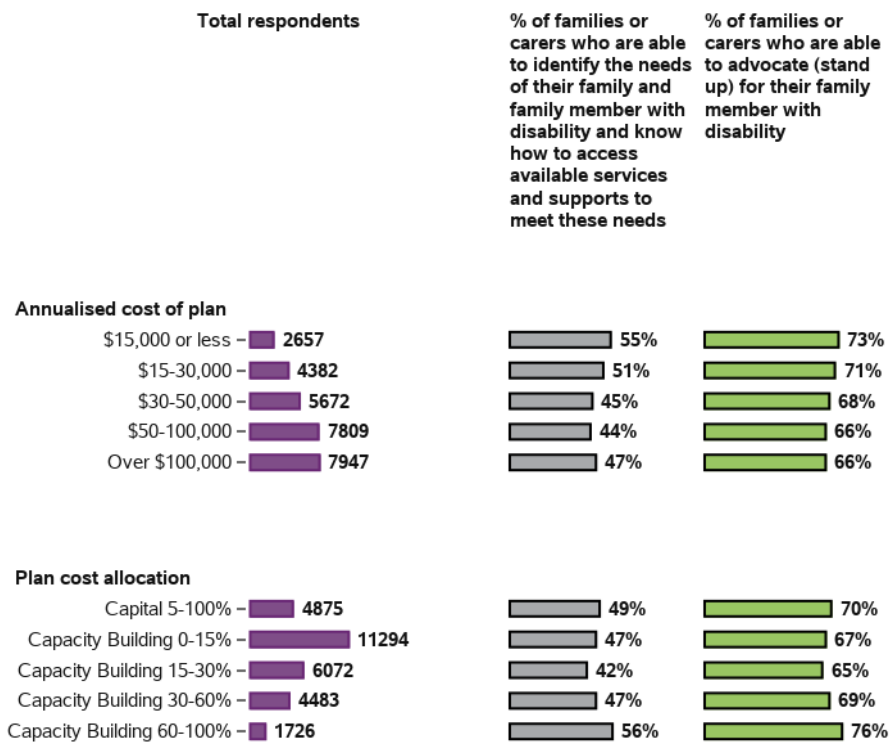 Total respondents
% of families or
carers who are able
to identify the needs
of their family and
family member with
disability and know
how to access
available services
and supports to
meet these needs
% of families or
carers who are able
to advocate (stand
up) for their family
member with
disability
Annualised cost of plan
$15,000 or less 2657 55% 73%
$15-30,000 4382 51% 71%
$30-50,000 5672 45% 68%
$50-100,000 7809 44% 66%
Over $100,000 7947 47% 66%
Plan cost allocation
Capital 5-100% 4875 49% 70%
Capacity Building 0-15% 11294 47% 67%
Capacity Building 15-30% 6072 42% 65%
Capacity Building 30-60% 4483 47% 69%
Capacity Building 60-100% 1726 56% 76%